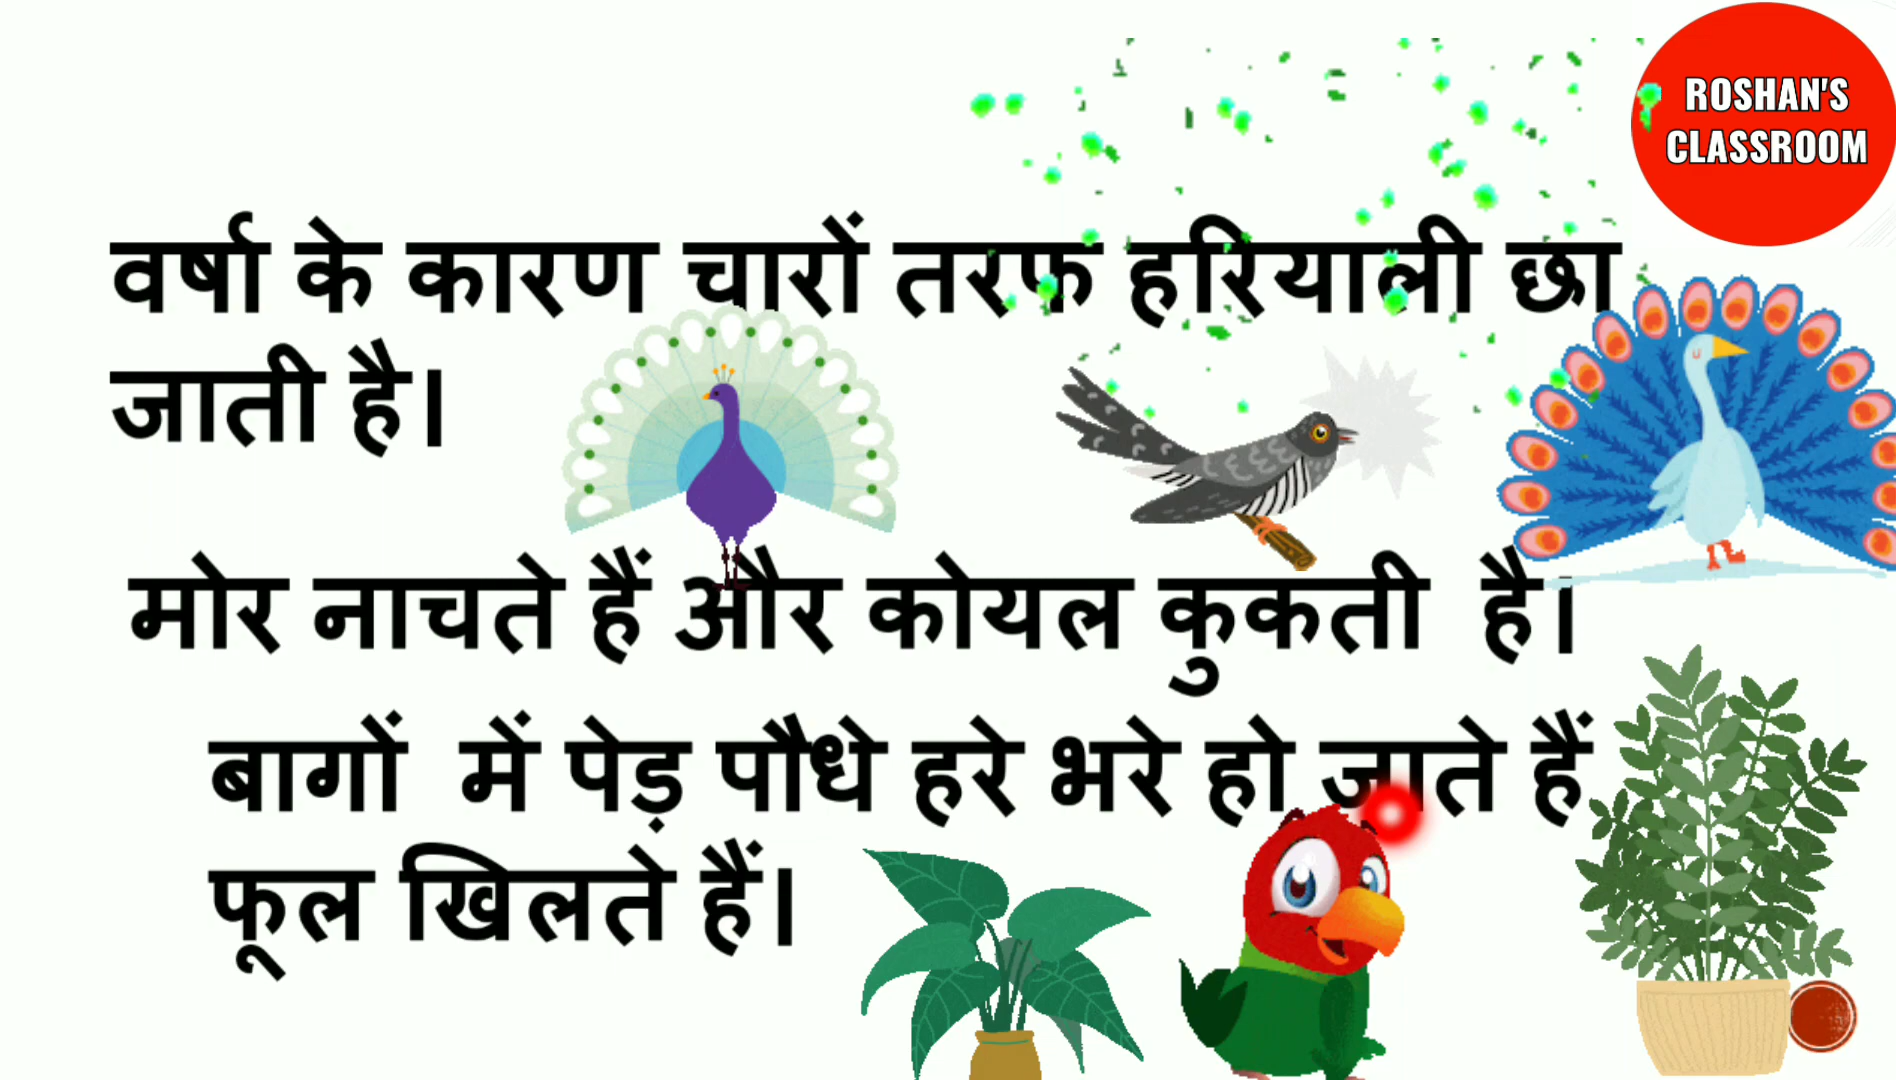 ROSHAN'S
CLASSROOM
वर्षा के कारण चारों तरफ हरियाली छा
जाती है।
मोर नाचते हैं और कोयल कुकती है।
बागों में पेड़ पौधे हरे भरे हो जाते हैं
फूल खिलते हैं।